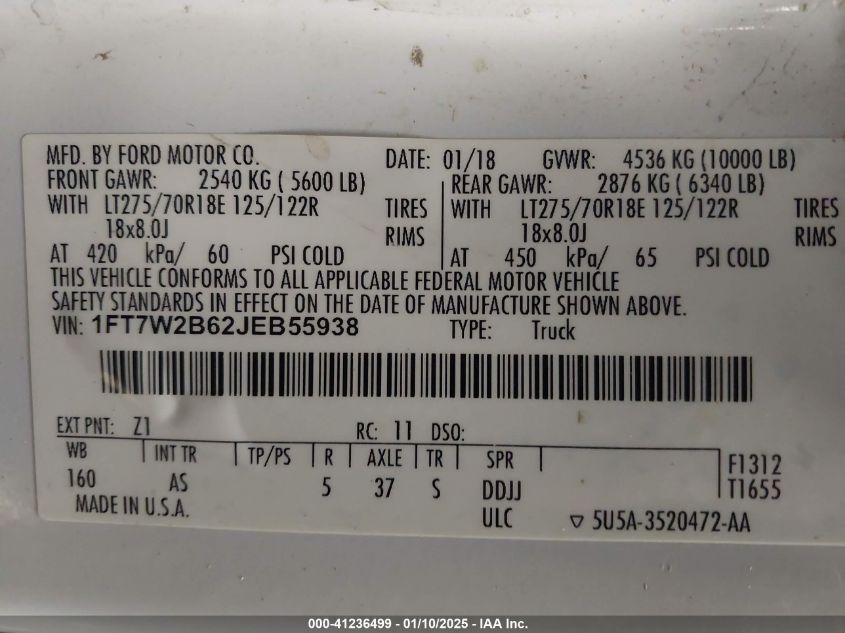 MFD. BY FORD MOTOR CO. DATE: 01/18 GVWR: 4536 KG (10000 LB)
FRONT GAWR: 2540 KG ( 5600 LB) REAR GAWR: 2876 KG ( 6340 LB)
WITH LT275/70R18E 125/122R TIRES WITH LT275/70R18E 125/122R TIRES
18x8.0J RIMS 18x8.0J RIMS
AT 420 kPa/ 60 PSI COLD AT 450 kPa/ 65 PSI COLD
THIS VEHICLE CONFORMS TO ALL APPLICABLE FEDERAL MOTOR VEHICLE
SAFETY STANDARDS IN EFFECT ON THE DATE OF MANUFACTURE SHOWN ABOVE.
VIN: 1FT7W2B62JEB55938 TYPE: Truck
EXT PNT: Z1 RC: 11 DSO:
WB INT TR TP/PS R AXLE TR SPR F1312
160 AS 5 37 S DDJJ T1655
MADE IN U.S.A. ULC ▽ 5U5A-3520472-AA
000-41236499 - 01/10/2025 - IAA Inc.